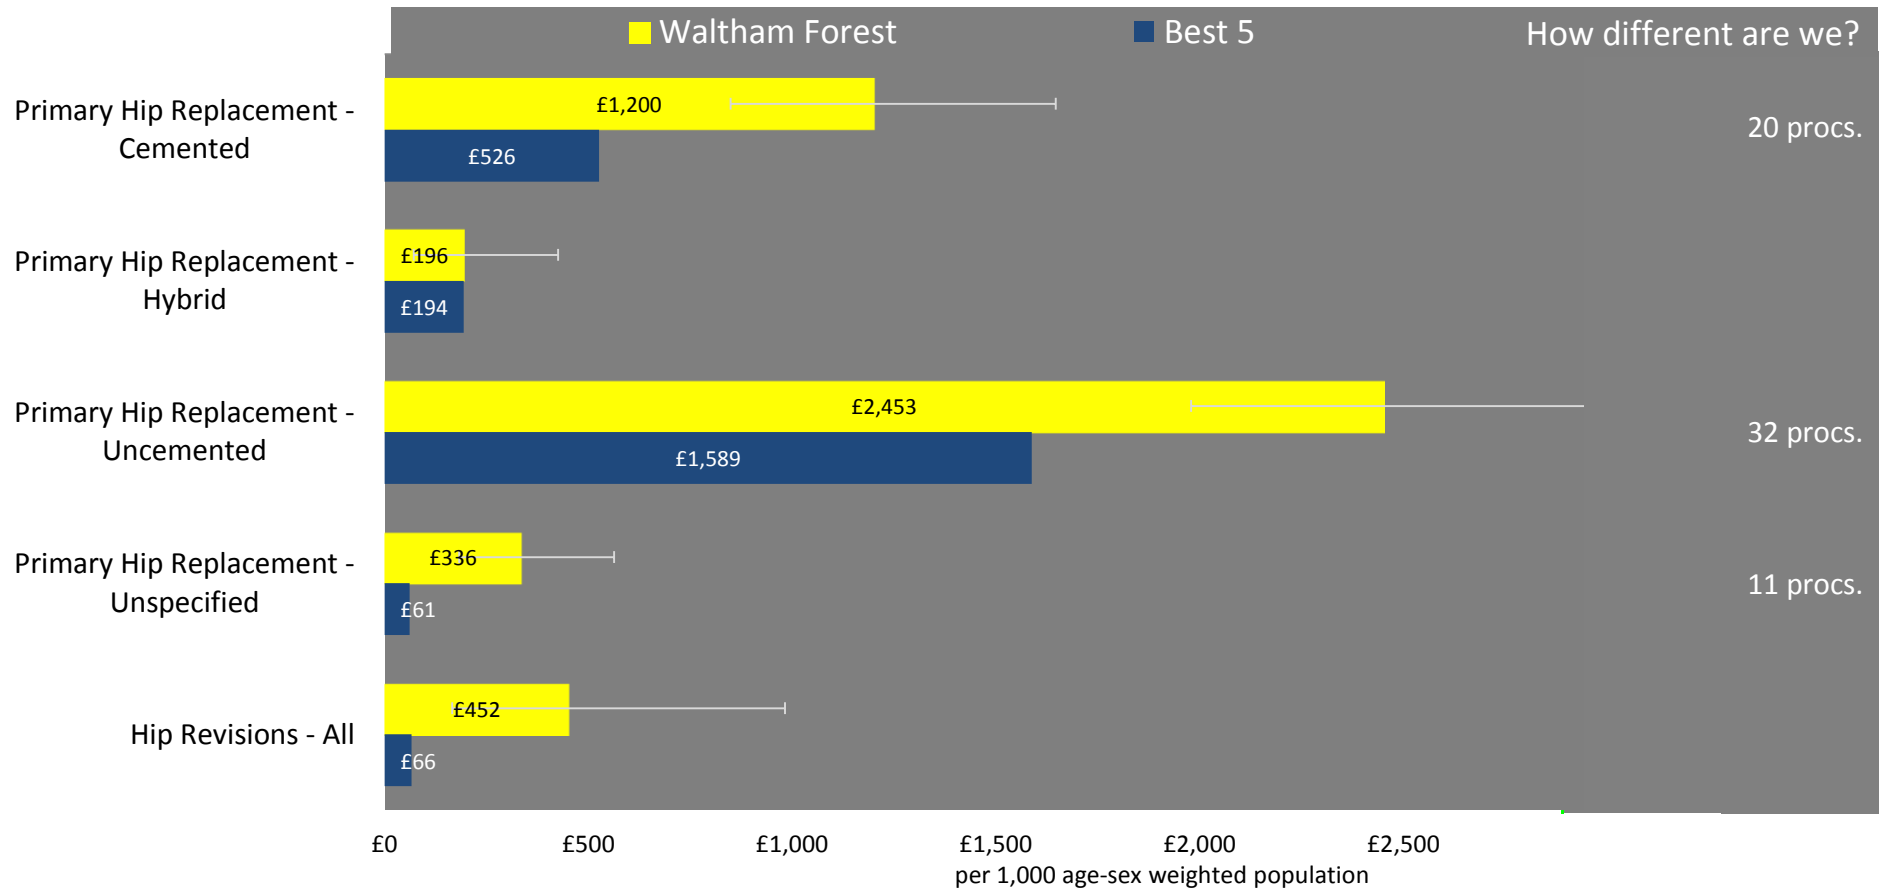 Waltham Forest
Best 5
How different are we?
Primary Hip Replacement -
Cemented
£1,200
£526
20 procs.
Primary Hip Replacement -
Hybrid
£196
£194
Primary Hip Replacement -
Uncemented
£2,453
£1,589
32 procs.
Primary Hip Replacement -
Unspecified
£336
£61
11 procs.
Hip Revisions - All
£452
£66
£0
£500
£1,000
£1,500
£2,000
£2,500
per 1,000 age-sex weighted population